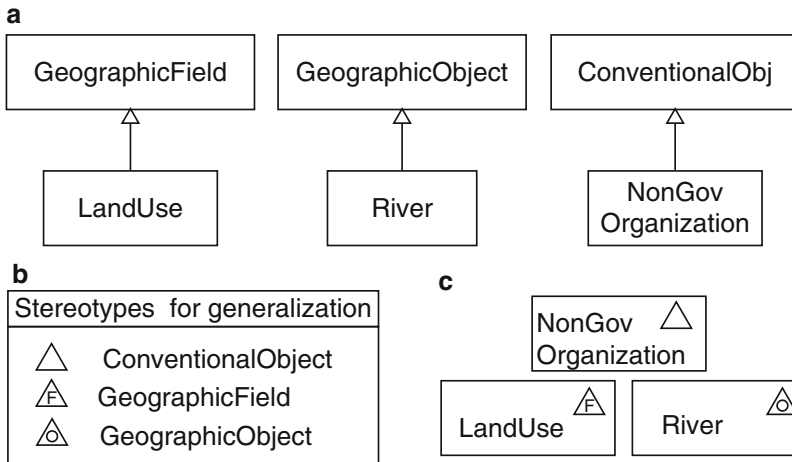 a
GeographicField
GeographicObject
ConventionalObj
LandUse
River
NonGov
Organization
b
Stereotypes for generalization
ConventionalObject
F GeographicField
O GeographicObject
c
NonGov
Organization
LandUse F
River O